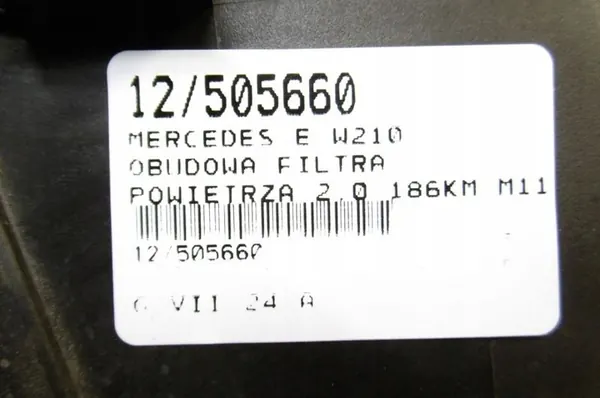 12/505660
MERCEDES E W210
OBUDOWA FILTRA
POWIETRZA 2.0 186KM M11
12/505660
VII 24 A